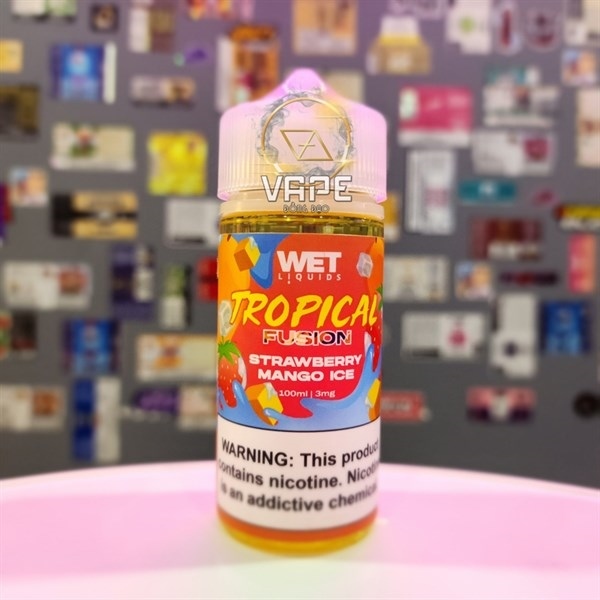 VAPE
WET
LIQUIDS
TROPICAL
FUSION
STRAWBERRY
MANGO ICE
100ml | 3mg
WARNING: This product
contains nicotine. Nicotin
is an addictive chemical